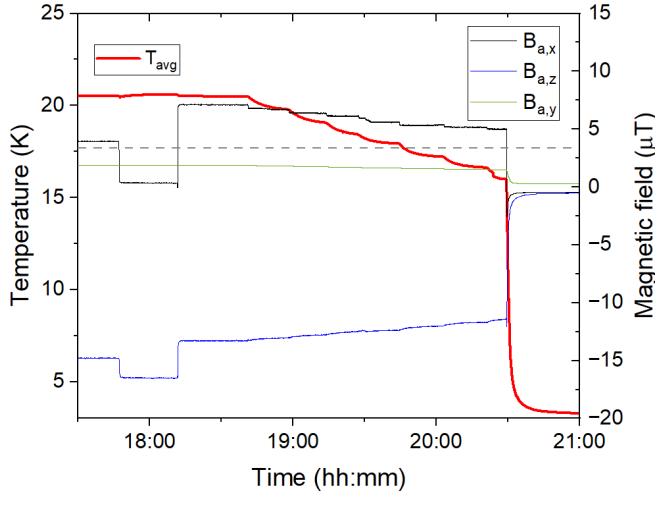 25
20
15
10
5
Temperature (K)
T_avg
B_a,x
B_a,z
B_a,y
15
10
5
0
−5
−10
−15
−20
Magnetic field (μT)
18:00
19:00
20:00
21:00
Time (hh:mm)